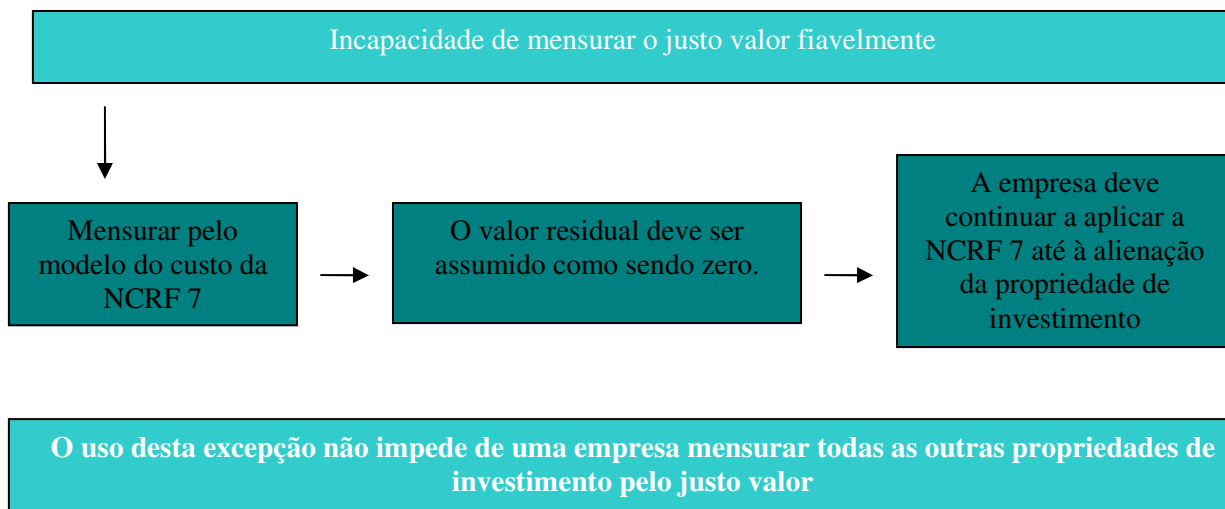 Incapacidade de mensurar o justo valor fiavelmente
Mensurar pelo
modelo do custo da
NCRF 7
O valor residual deve ser
assumido como sendo zero.
A empresa deve
continuar a aplicar a
NCRF 7 até à alienação
da propriedade de
investimento
O uso desta excepção não impede de uma empresa mensurar todas as outras propriedades de
investimento pelo justo valor